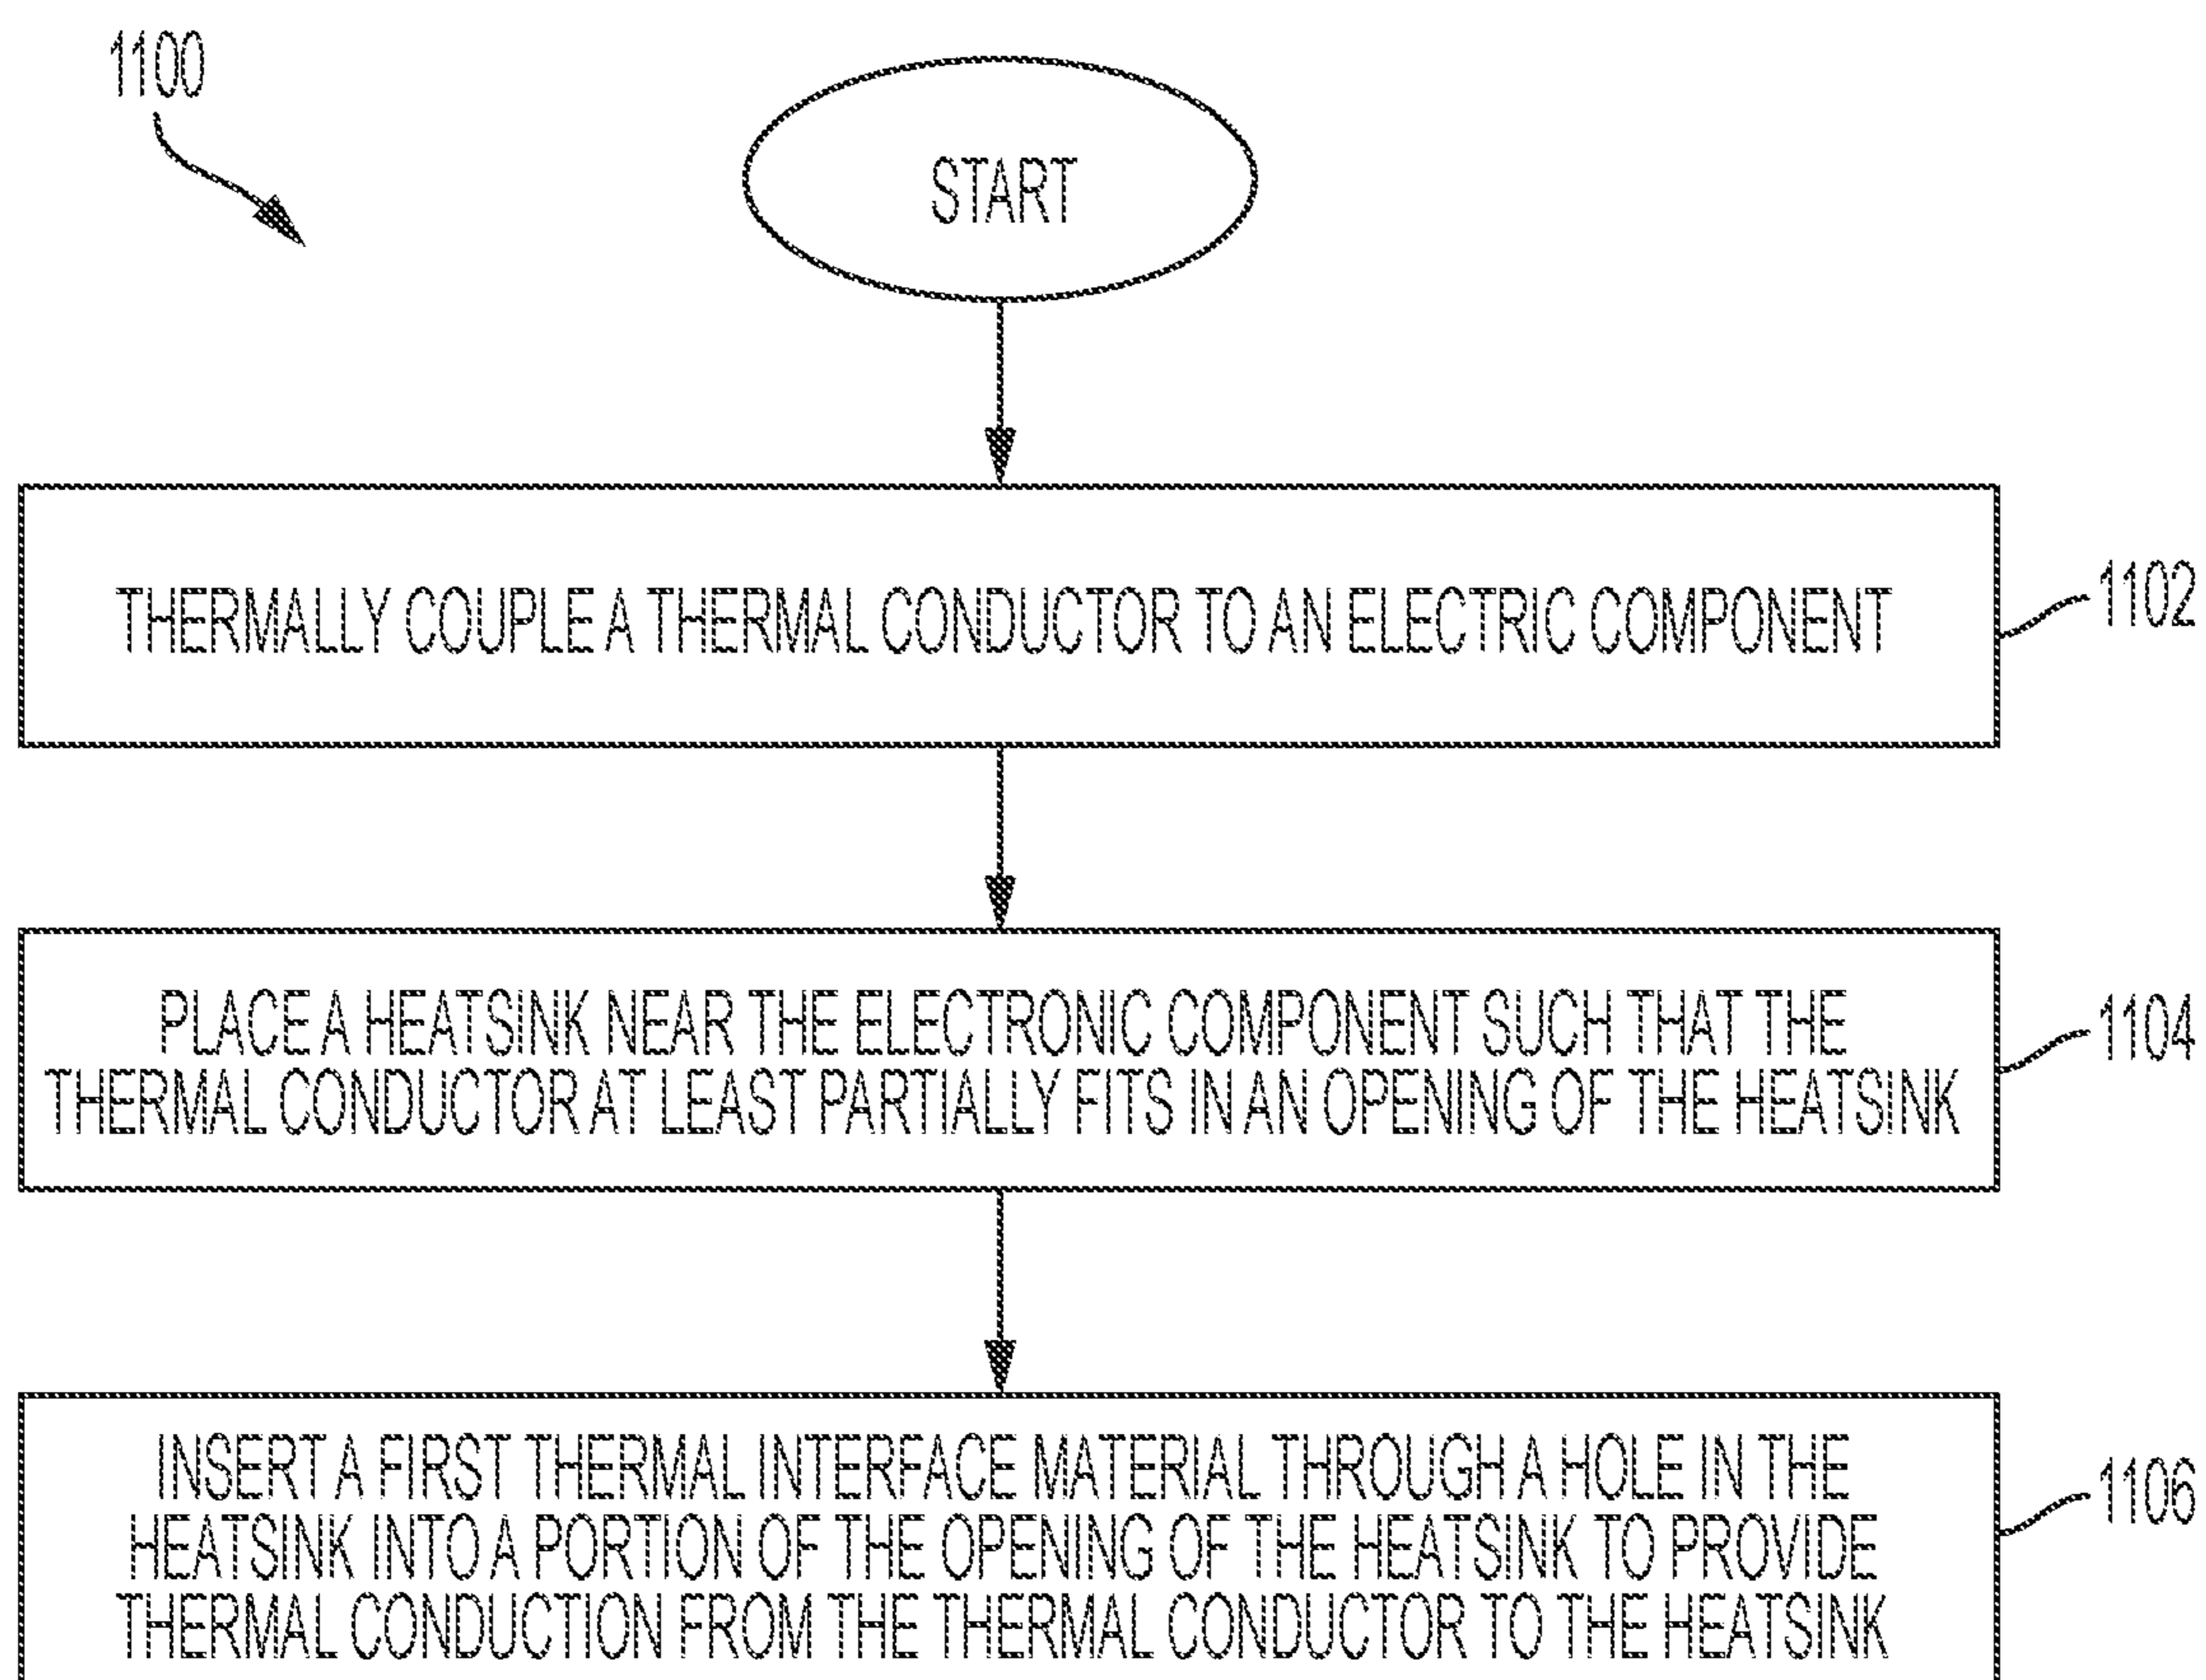 1100
START
THERMALLY COUPLE A THERMAL CONDUCTOR TO AN ELECTRIC COMPONENT
1102
PLACE A HEATSINK NEAR THE ELECTRONIC COMPONENT SUCH THAT THE
THERMAL CONDUCTOR AT LEAST PARTIALLY FITS IN AN OPENING OF THE HEATSINK
1104
INSERT A FIRST THERMAL INTERFACE MATERIAL THROUGH A HOLE IN THE
HEATSINK INTO A PORTION OF THE OPENING OF THE HEATSINK TO PROVIDE
THERMAL CONDUCTION FROM THE THERMAL CONDUCTOR TO THE HEATSINK
1106